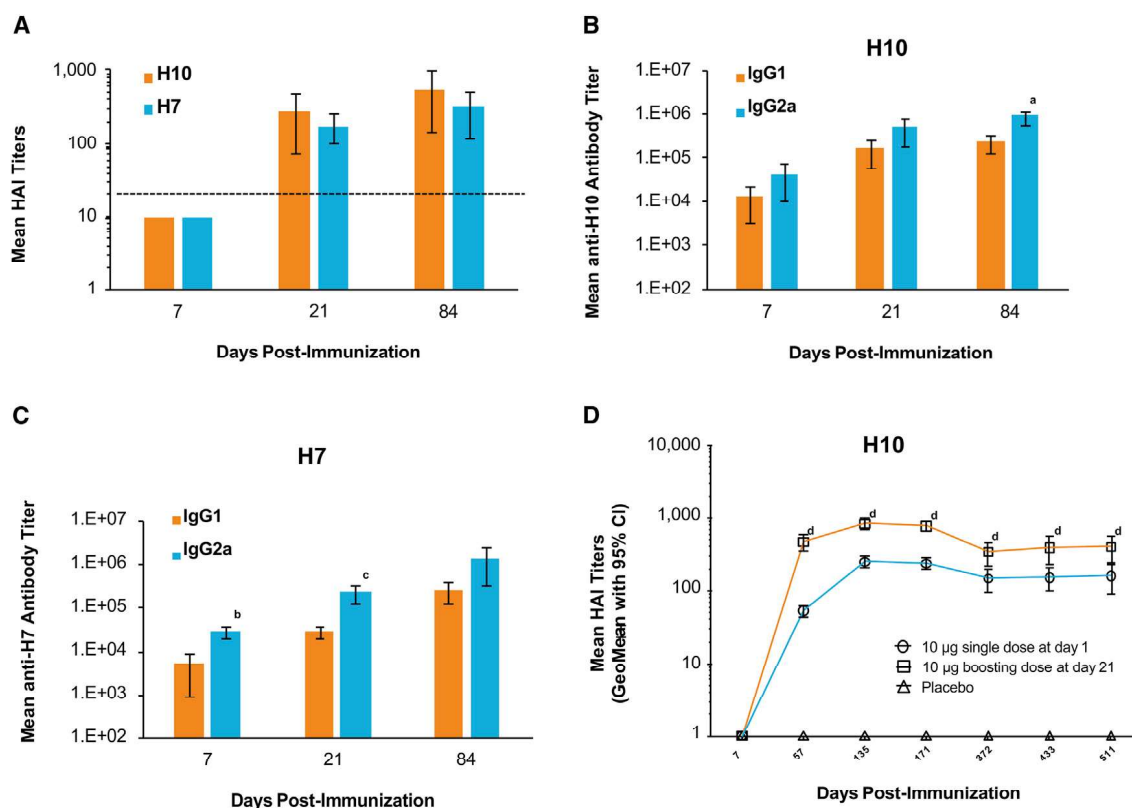 A
1,000
100
10
1
H10
H7
Mean HAI Titers
7
21
84
Days Post-Immunization
B
H10
1.E+07
1.E+06
1.E+05
1.E+04
1.E+03
1.E+02
IgG1
IgG2a
a
Mean anti-H10 Antibody Titer
7
21
84
Days Post-Immunization
C
H7
1.E+07
1.E+06
1.E+05
1.E+04
1.E+03
1.E+02
IgG1
IgG2a
b
c
Mean anti-H7 Antibody Titer
7
21
84
Days Post-Immunization
D
H10
10,000
1,000
100
10
1
d
d
d
d
d
d
Mean HAI Titers
(GeoMean with 95% CI)
10 µg single dose at day 1
10 µg boosting dose at day 21
Placebo
7
57
135
171
372
433
511
Days Post-Immunization